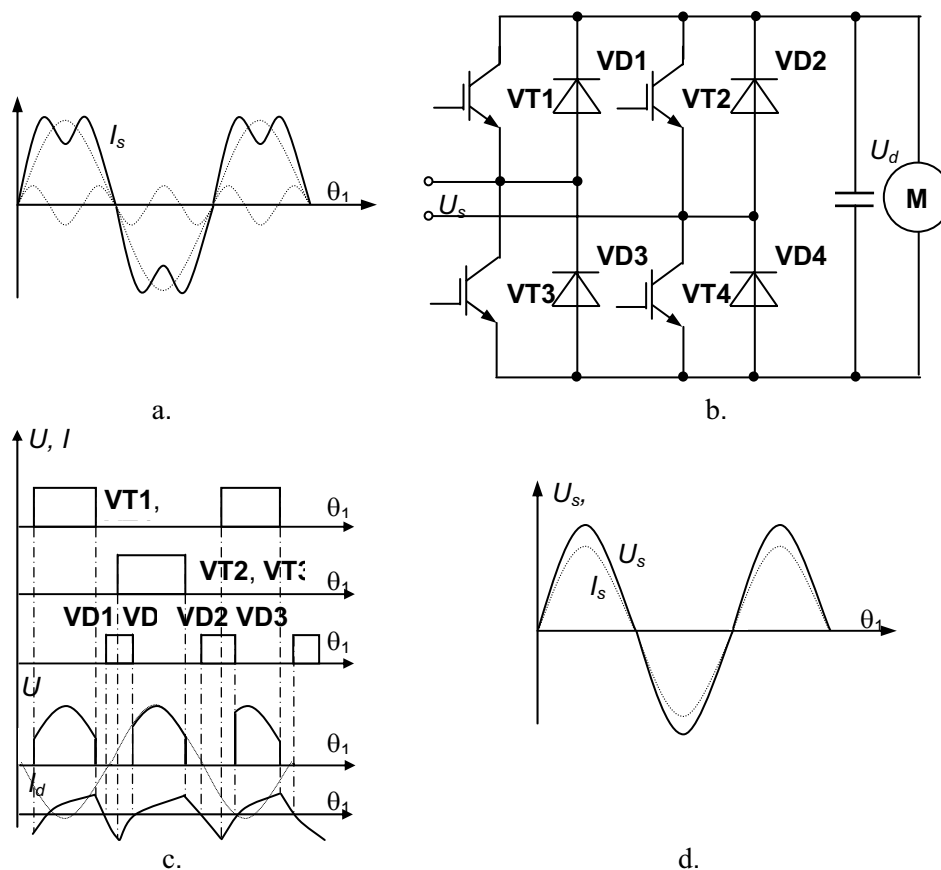 I_s
θ_1
a.
VD1 VD2
VT1 VT2
U_d
M
U_s
VD3 VD4
VT3 VT4
b.
U, I
VT1,
θ_1
VT2, VT3
θ_1
VD1 VD VD2 VD3
θ_1
U
θ_1
I_d
θ_1
c.
U_s,
U_s
I_s
θ_1
d.